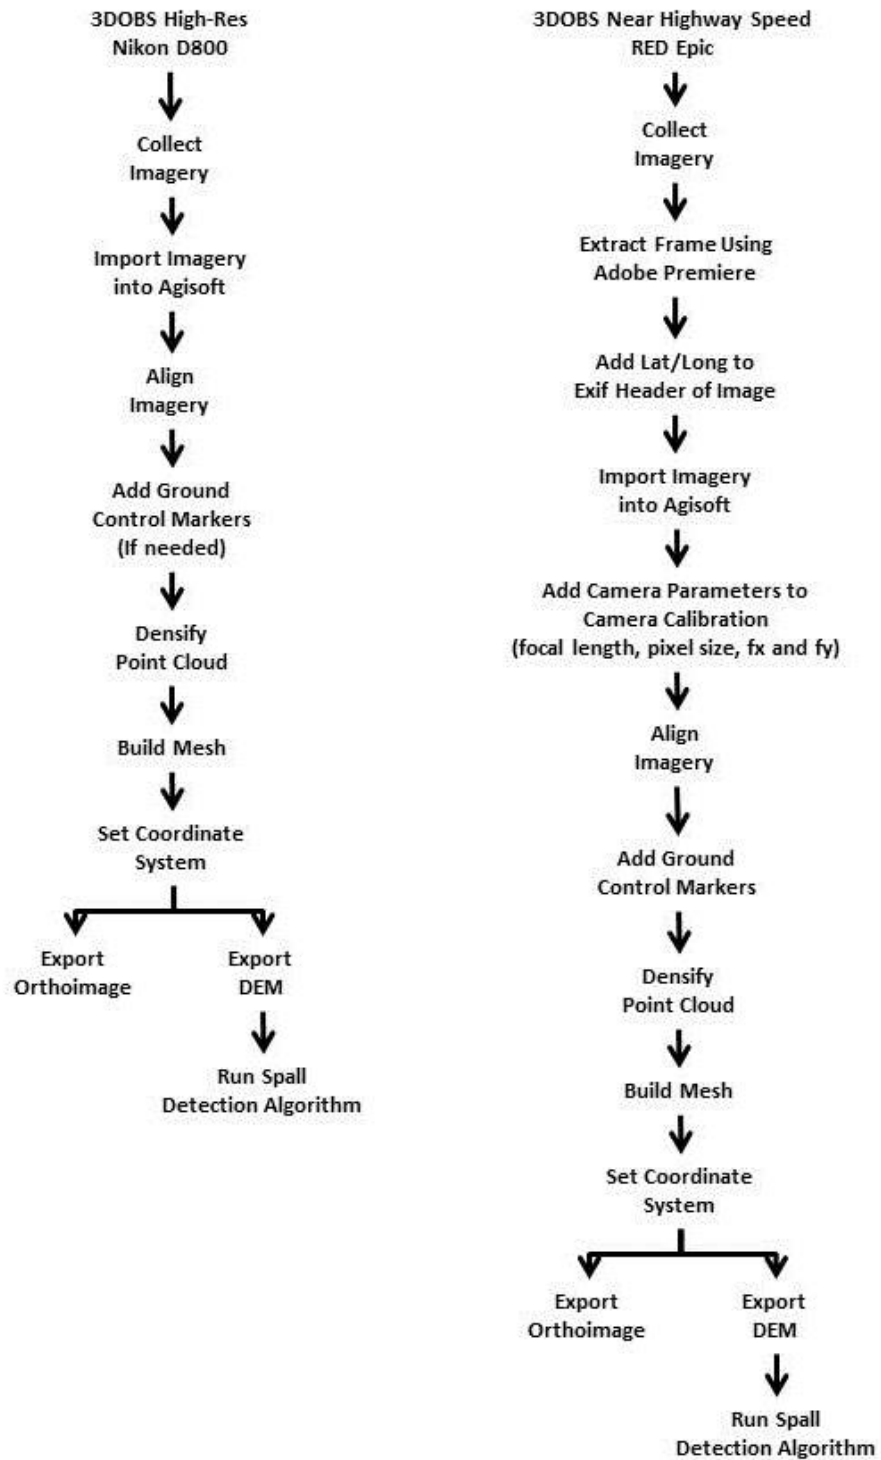 3DOBS High-Res
Nikon D800
Collect
Imagery
Import Imagery
into Agisoft
Align
Imagery
Add Ground
Control Markers
(If needed)
Densify
Point Cloud
Build Mesh
Set Coordinate
System
Export
Orthoimage
Export
DEM
Run Spall
Detection Algorithm
3DOBS Near Highway Speed
RED Epic
Collect
Imagery
Extract Frame Using
Adobe Premiere
Add Lat/Long to
Exif Header of Image
Import Imagery
into Agisoft
Add Camera Parameters to
Camera Calibration
(focal length, pixel size, fx and fy)
Align
Imagery
Add Ground
Control Markers
Densify
Point Cloud
Build Mesh
Set Coordinate
System
Export
Orthoimage
Export
DEM
Run Spall
Detection Algorithm